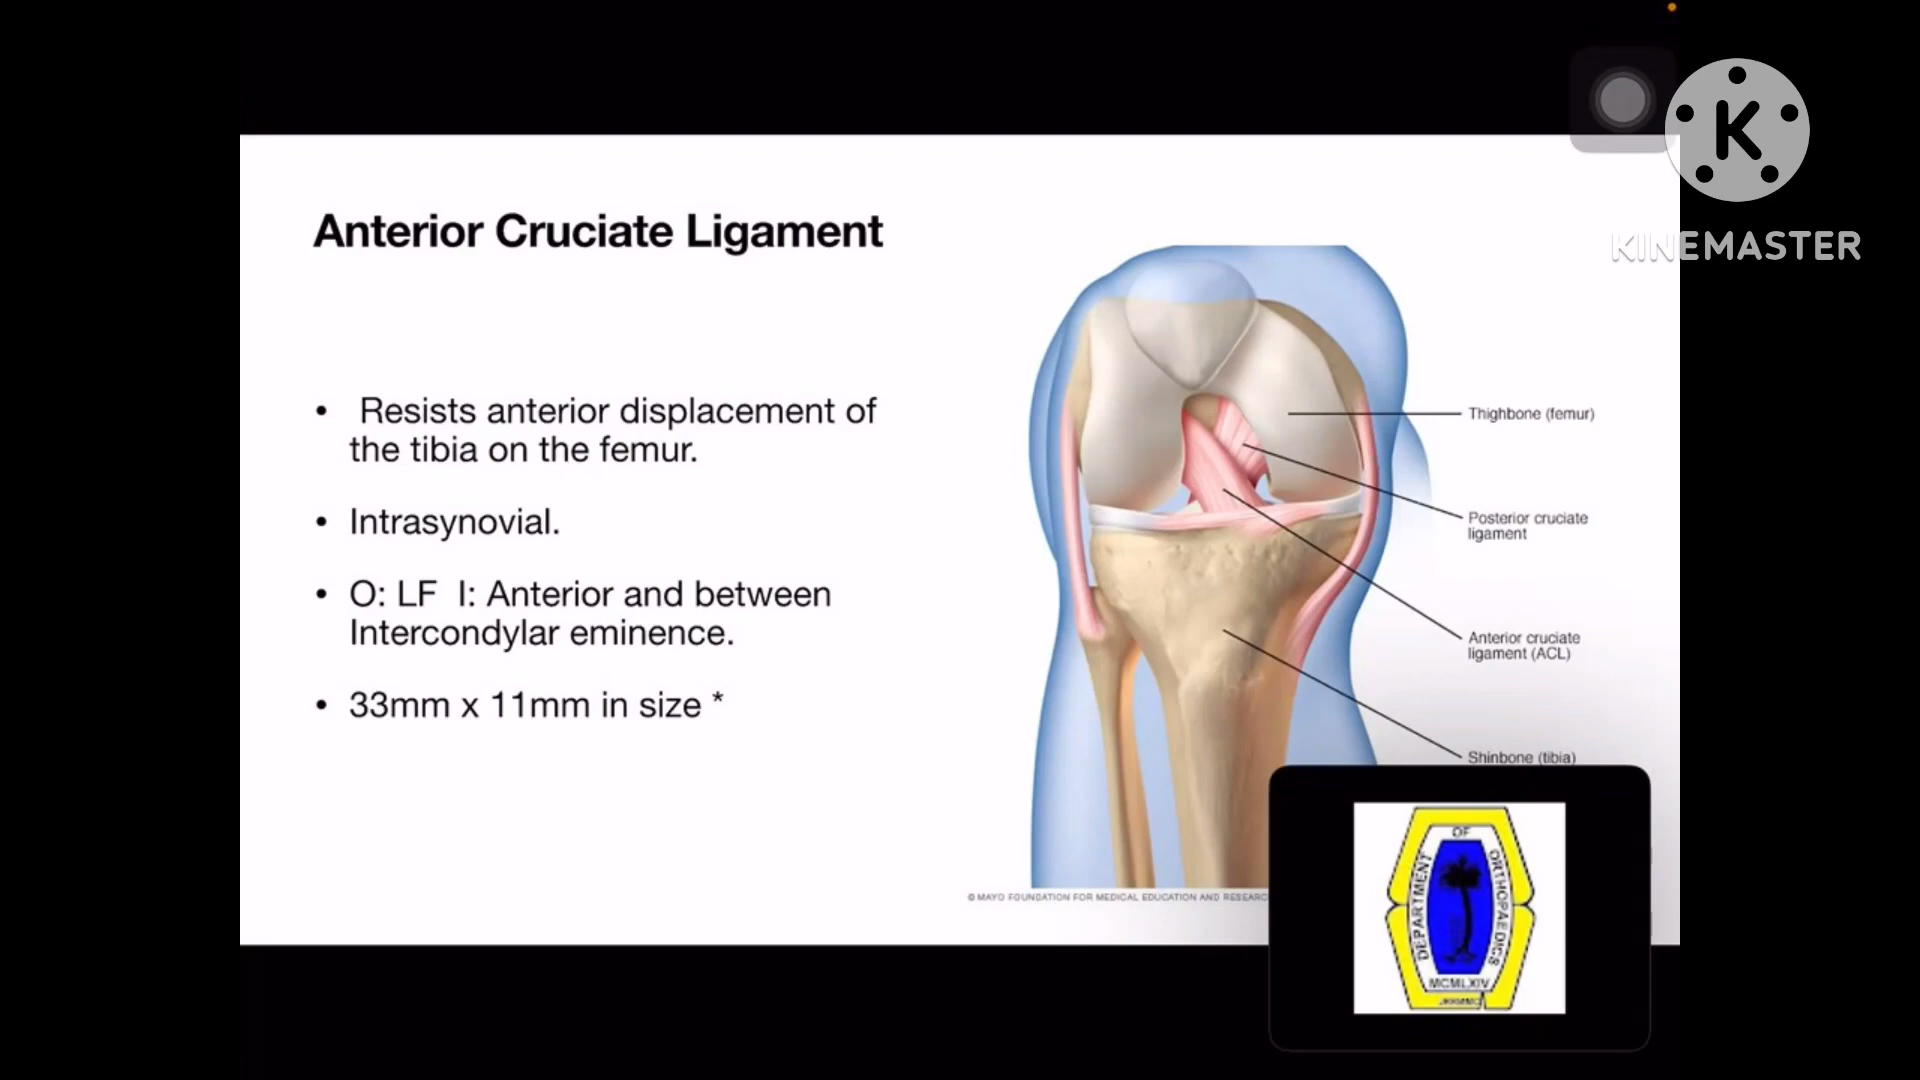 K
KINEMASTER
Anterior Cruciate Ligament
• Resists anterior displacement of
the tibia on the femur.
• Intrasynovial.
• O: LF I: Anterior and between
Intercondylar eminence.
• 33mm x 11mm in size *
Thighbone (femur)
Posterior cruciate
ligament
Anterior cruciate
ligament (ACL)
Shinbone (tibia)
© MAYO FOUNDATION FOR MEDICAL EDUCATION AND
DEPARTMENT
OF
ORTHOPAEDICS
MCMLXIV